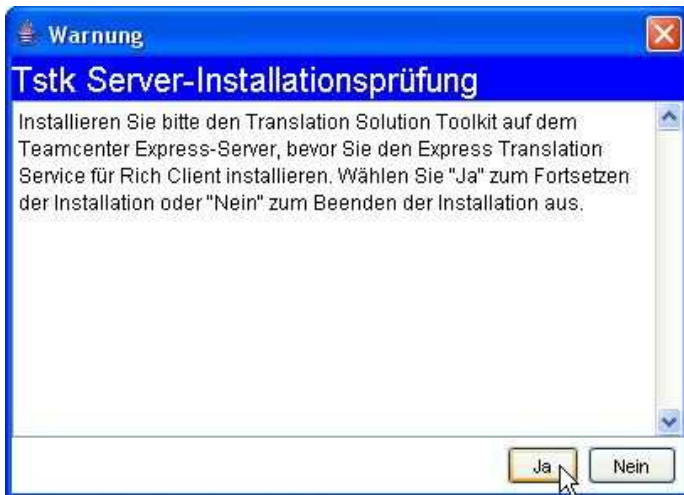 Warnung
Tstk Server-Installationsprüfung
Installieren Sie bitte den Translation Solution Toolkit auf dem
Teamcenter Express-Server, bevor Sie den Express Translation
Service für Rich Client installieren. Wählen Sie "Ja" zum Fortsetzen
der Installation oder "Nein" zum Beenden der Installation aus.
Ja Nein